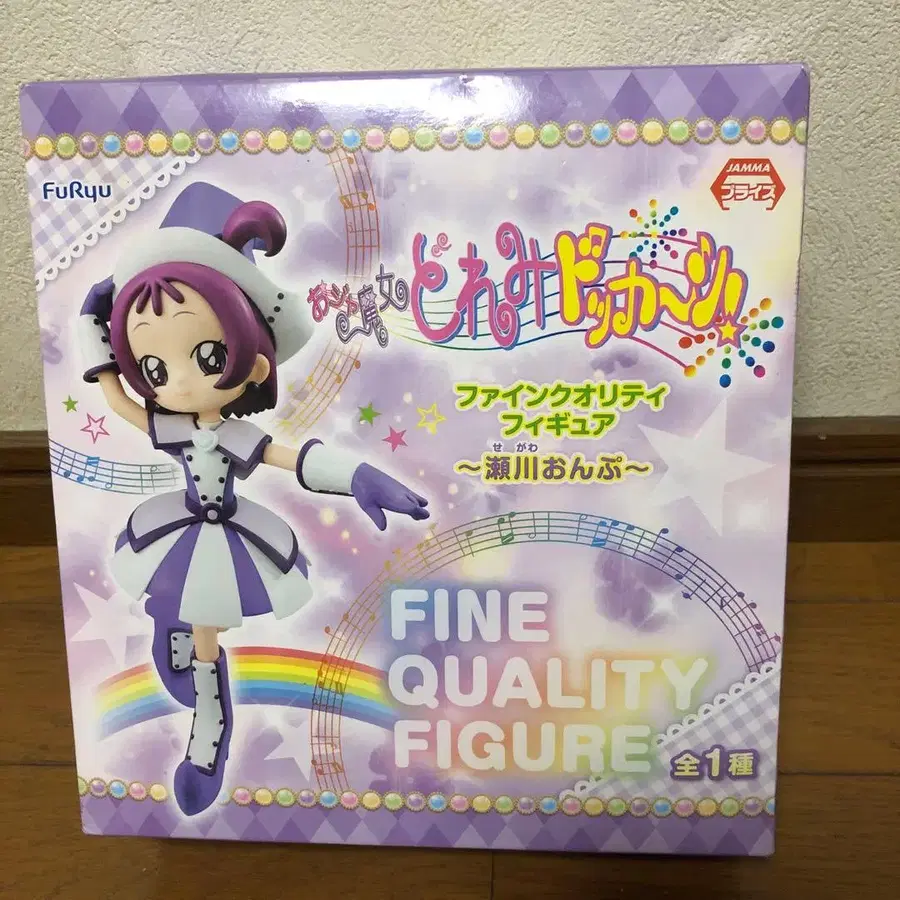 FuRyu
JAMMA
プライズ
おジャ魔女
どれみドッカ〜ン!
ファインクオリティ
フィギュア
せがわ
〜瀬川おんぷ〜
FINE
QUALITY
FIGURE
全1種